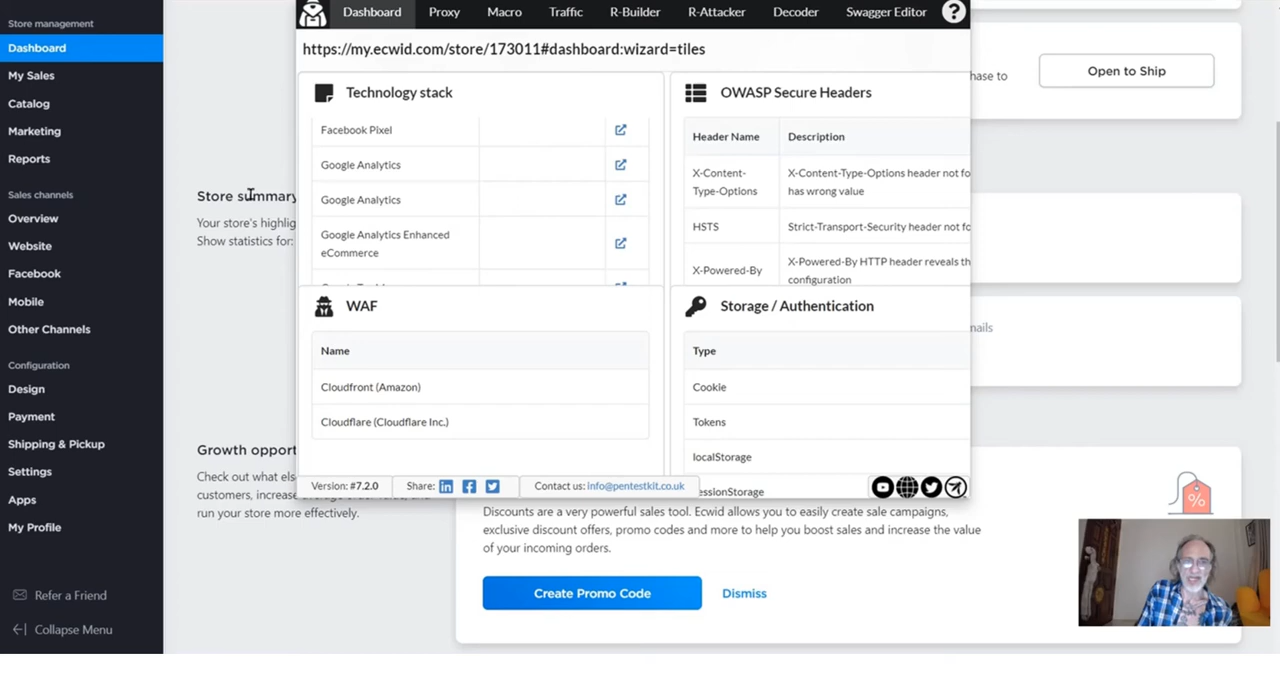 Store management
Dashboard
My Sales
Catalog
Marketing
Reports
Sales channels
Overview
Website
Facebook
Mobile
Other Channels
Configuration
Design
Payment
Shipping & Pickup
Settings
Apps
My Profile
Refer a Friend
Collapse Menu
Store summary
Your store's highlig
Show statistics for:
Growth opport
Check out what els
customers, increase average order value, and
run your store more effectively.
Dashboard
Proxy
Macro
Traffic
R-Builder
R-Attacker
Decoder
Swagger Editor
?
https://my.ecwid.com/store/173011#dashboard:wizard=tiles
Technology stack
Facebook Pixel
Google Analytics
Google Analytics
Google Analytics Enhanced
eCommerce
OWASP Secure Headers
Header Name
Description
X-Content-
Type-Options
X-Content-Type-Options header not fo
has wrong value
HSTS
Strict-Transport-Security header not fo
X-Powered-By
X-Powered-By HTTP header reveals th
configuration
WAF
Name
Cloudfront (Amazon)
Cloudflare (Cloudflare Inc.)
Storage / Authentication
Type
Cookie
Tokens
localStorage
essionStorage
Version: #7.2.0
Share:
Contact us: info@pentestkit.co.uk
hase to
Open to Ship
nails
Discounts are a very powerful sales tool. Ecwid allows you to easily create sale campaigns,
exclusive discount offers, promo codes and more to help you boost sales and increase the value
of your incoming orders.
Create Promo Code
Dismiss
%